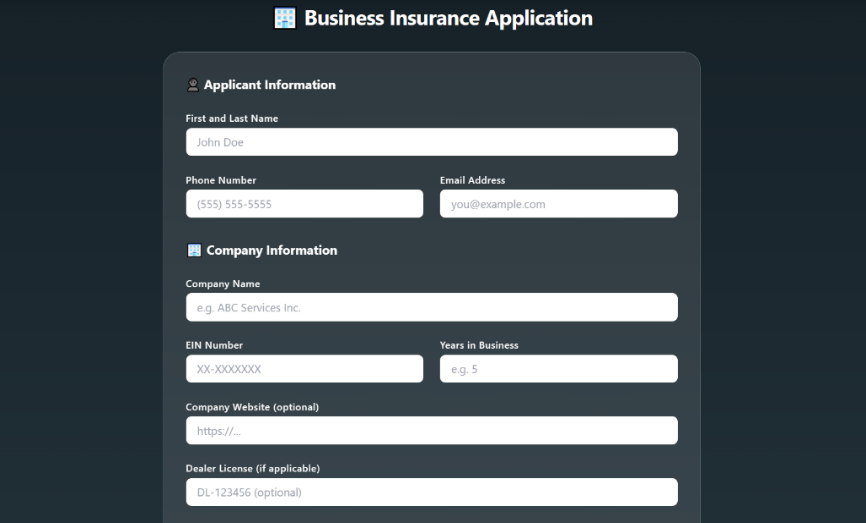 Business Insurance Application
Applicant Information
First and Last Name
John Doe
Phone Number
Email Address
(555) 555-5555
you@example.com
Company Information
Company Name
e.g. ABC Services Inc.
EIN Number
Years in Business
XX-XXXXXXX
e.g. 5
Company Website (optional)
https://...
Dealer License (if applicable)
DL-123456 (optional)